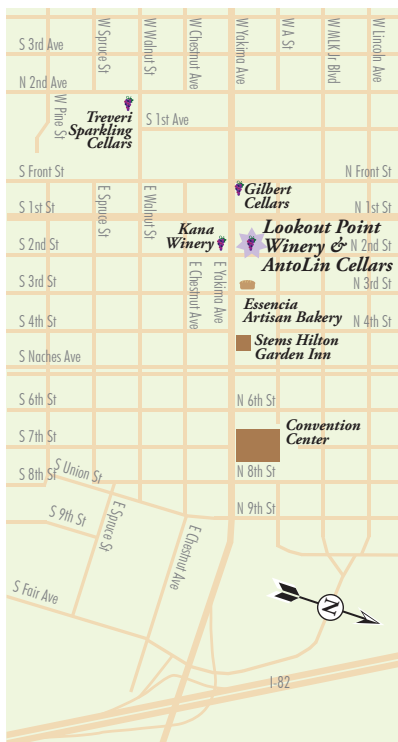 S 3rd Ave
W Spruce St
W Walnut St
W Chestnut Ave
W Yakima Ave
W A St
W MLK Jr Blvd
W Lincoln Ave
N 2nd Ave
W Pine St
Treveri
Sparkling
Cellars
S 1st Ave
S Front St
N Front St
Gilbert
Cellars
E Spruce St
E Walnut St
S 1st St
N 1st St
Kana
Winery
Lookout Point
Winery &
AntoLin Cellars
S 2nd St
N 2nd St
E Chestnut Ave
E Yakima Ave
S 3rd St
N 3rd St
Essencia
Artisan Bakery
S 4th St
N 4th St
Stems Hilton
Garden Inn
S Naches Ave
S 6th St
N 6th St
S 7th St
Convention
Center
S 8th St
S Union St
N 8th St
S 9th St
E Spruce St
N 9th St
E Chestnut Ave
S Fair Ave
N
I-82